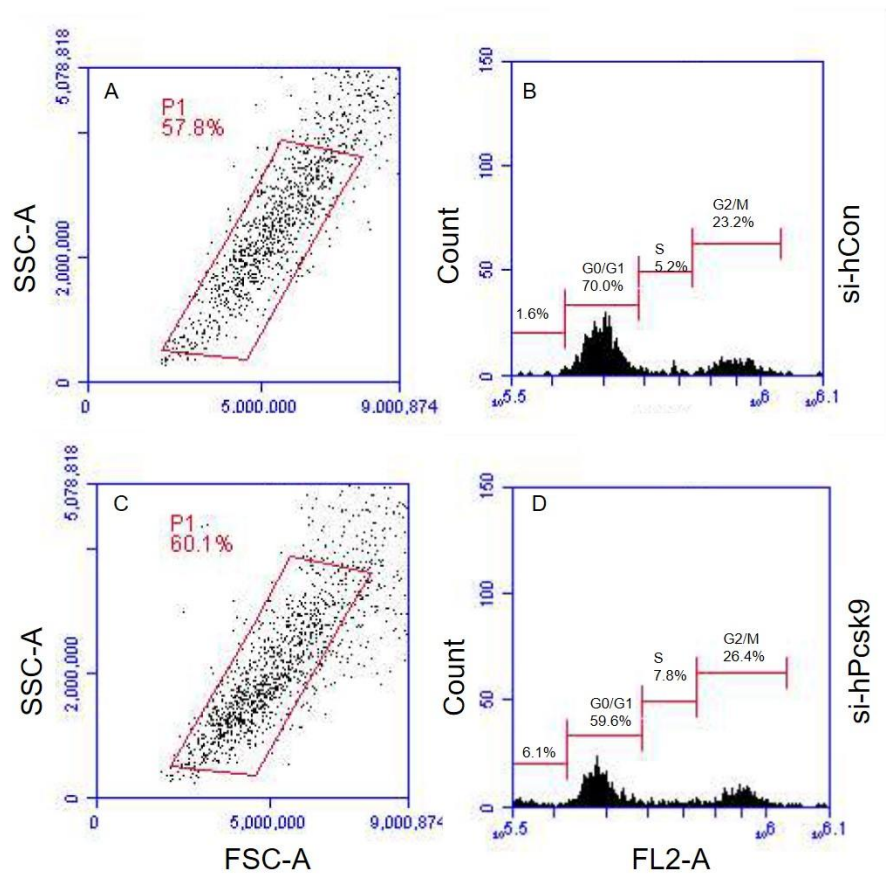 A
P1
57.8%
SSC-A
5,078,818
2,000,000
0
0
5.000.000
9.000,874
B
150
100
50
0
Count
1.6%
G0/G1
70.0%
S
5.2%
G2/M
23.2%
10^5.5
10^6
10^6.1
si-hCon
C
P1
60.1%
SSC-A
5,078,818
2,000,000
0
0
5,000,000
9,000,874
FSC-A
D
150
100
50
0
Count
6.1%
G0/G1
59.6%
S
7.8%
G2/M
26.4%
10^5.5
10^6
10^6.1
FL2-A
si-hPcsk9